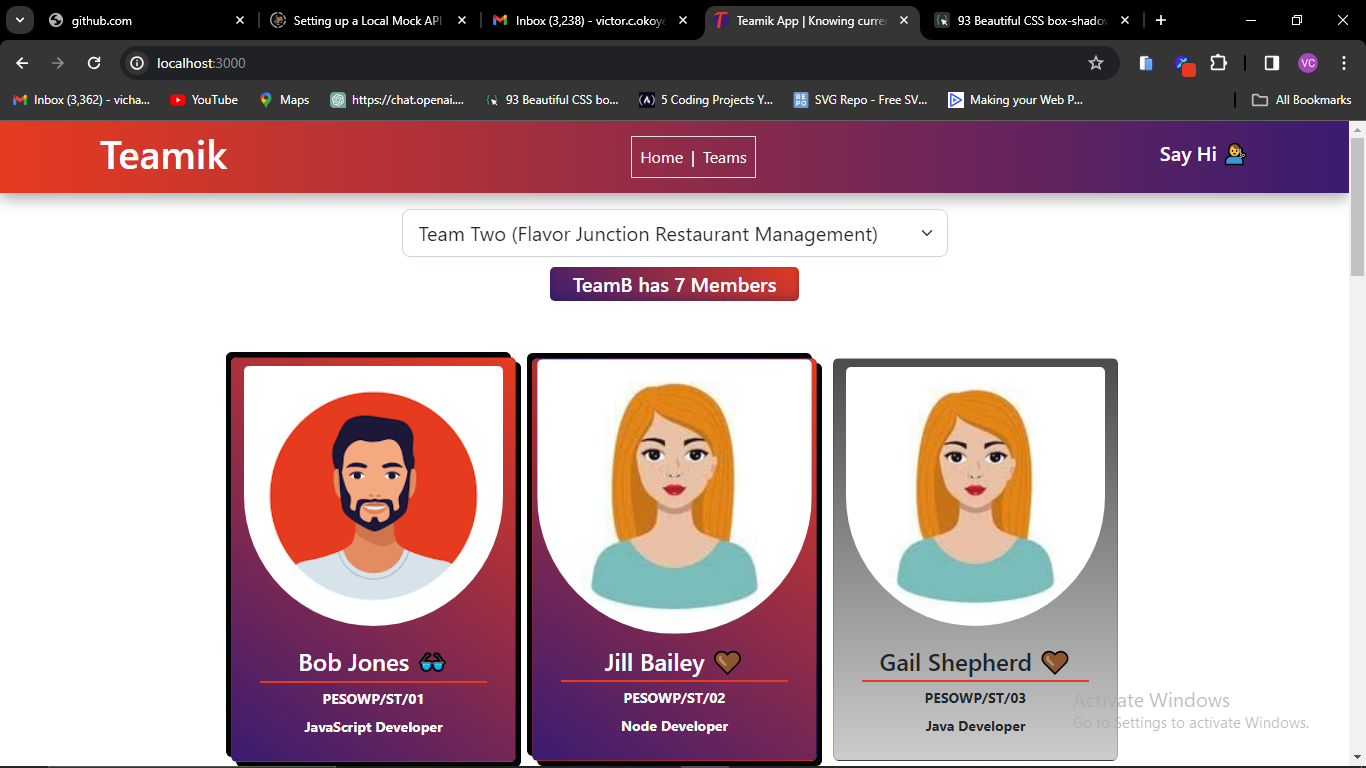 github.com
Setting up a Local Mock API
Inbox (3,238) - victor.c.okoye
Teamik App | Knowing curre
93 Beautiful CSS box-shadow
localhost:3000
VC
Inbox (3,362) - vicha...
YouTube
Maps
https://chat.openai....
93 Beautiful CSS bo...
(A)
5 Coding Projects Y...
RE
PO
SVG Repo - Free SV...
Making your Web P...
All Bookmarks
Teamik
Home | Teams
Say Hi
Team Two (Flavor Junction Restaurant Management)
TeamB has 7 Members
Bob Jones
PESOWP/ST/01
JavaScript Developer
Jill Bailey
PESOWP/ST/02
Node Developer
Gail Shepherd
PESOWP/ST/03
Java Developer
Activate Windows
Go to Settings to activate Windows.